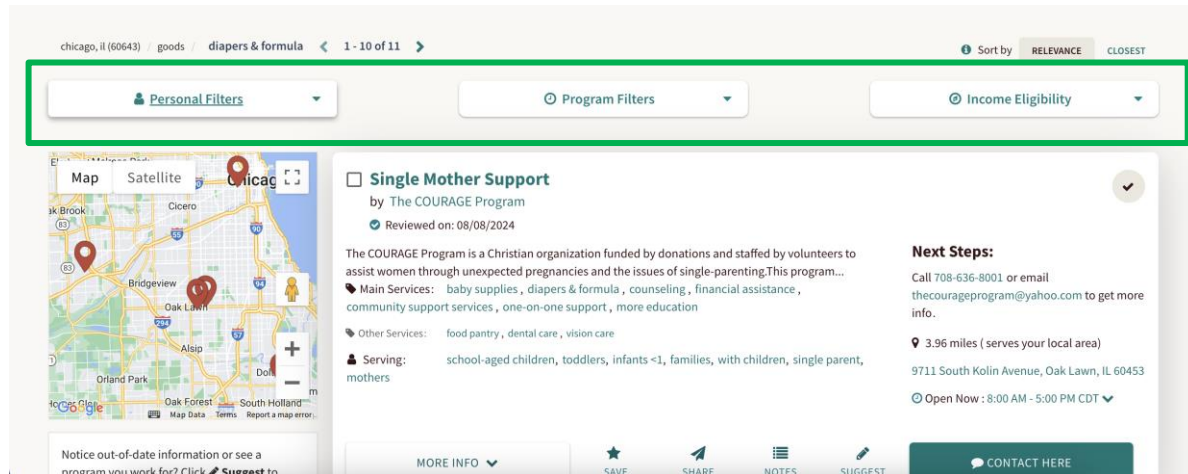 chicago, il (60643) / goods / diapers & formula 1 - 10 of 11
Sort by RELEVANCE CLOSEST
Personal Filters
Program Filters
Income Eligibility
Map Satellite
Cicero
83
55
90
83
Bridgeview
94
Oak Lawn
294
57
Alsip
Orland Park
Oak Forest
South Holland
Google
Map Data Terms Report a map error
Notice out-of-date information or see a
program you work for? Click Suggest to
Single Mother Support
by The COURAGE Program
Reviewed on: 08/08/2024
The COURAGE Program is a Christian organization funded by donations and staffed by volunteers to
assist women through unexpected pregnancies and the issues of single-parenting.This program...
Main Services: baby supplies , diapers & formula , counseling , financial assistance ,
community support services , one-on-one support , more education
Other Services: food pantry , dental care , vision care
Serving: school-aged children, toddlers, infants <1, families, with children, single parent,
mothers
Next Steps:
Call 708-636-8001 or email
thecourageprogram@yahoo.com to get more
info.
3.96 miles ( serves your local area)
9711 South Kolin Avenue, Oak Lawn, IL 60453
Open Now : 8:00 AM - 5:00 PM CDT
MORE INFO
SAVE
SHARE
NOTES
SUGGEST
CONTACT HERE